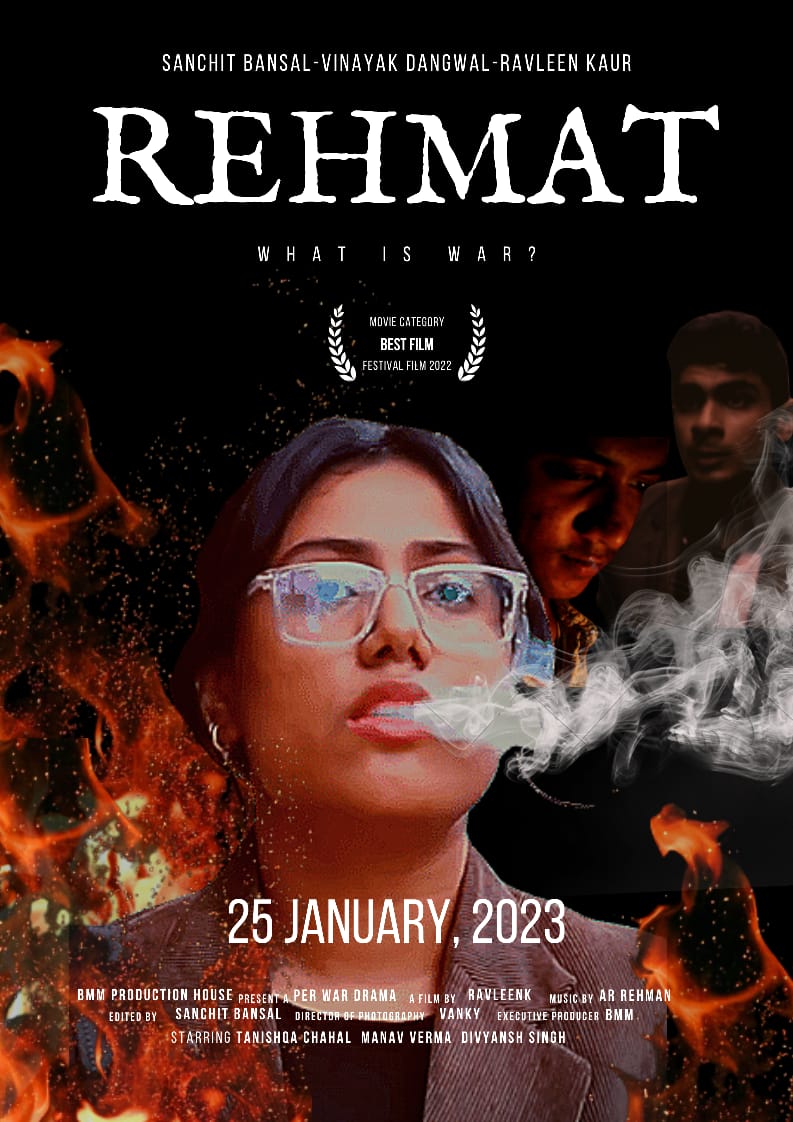 SANCHIT BANSAL-VINAYAK DANGWAL-RAVLEEN KAUR
REHMAT
WHAT IS WAR?
MOVIE CATEGORY
BEST FILM
FESTIVAL FILM 2022
25 JANUARY, 2023
BMM PRODUCTION HOUSE PRESENT A PER WAR DRAMA A FILM BY RAVLEENK MUSIC BY AR REHMAN
EDITED BY SANCHIT BANSAL DIRECTOR OF PHOTOGRAPHY VANKY EXECUTIVE PRODUCER BMM
STARRING TANISHQA CHAHAL MANAV VERMA DIVYANSH SINGH